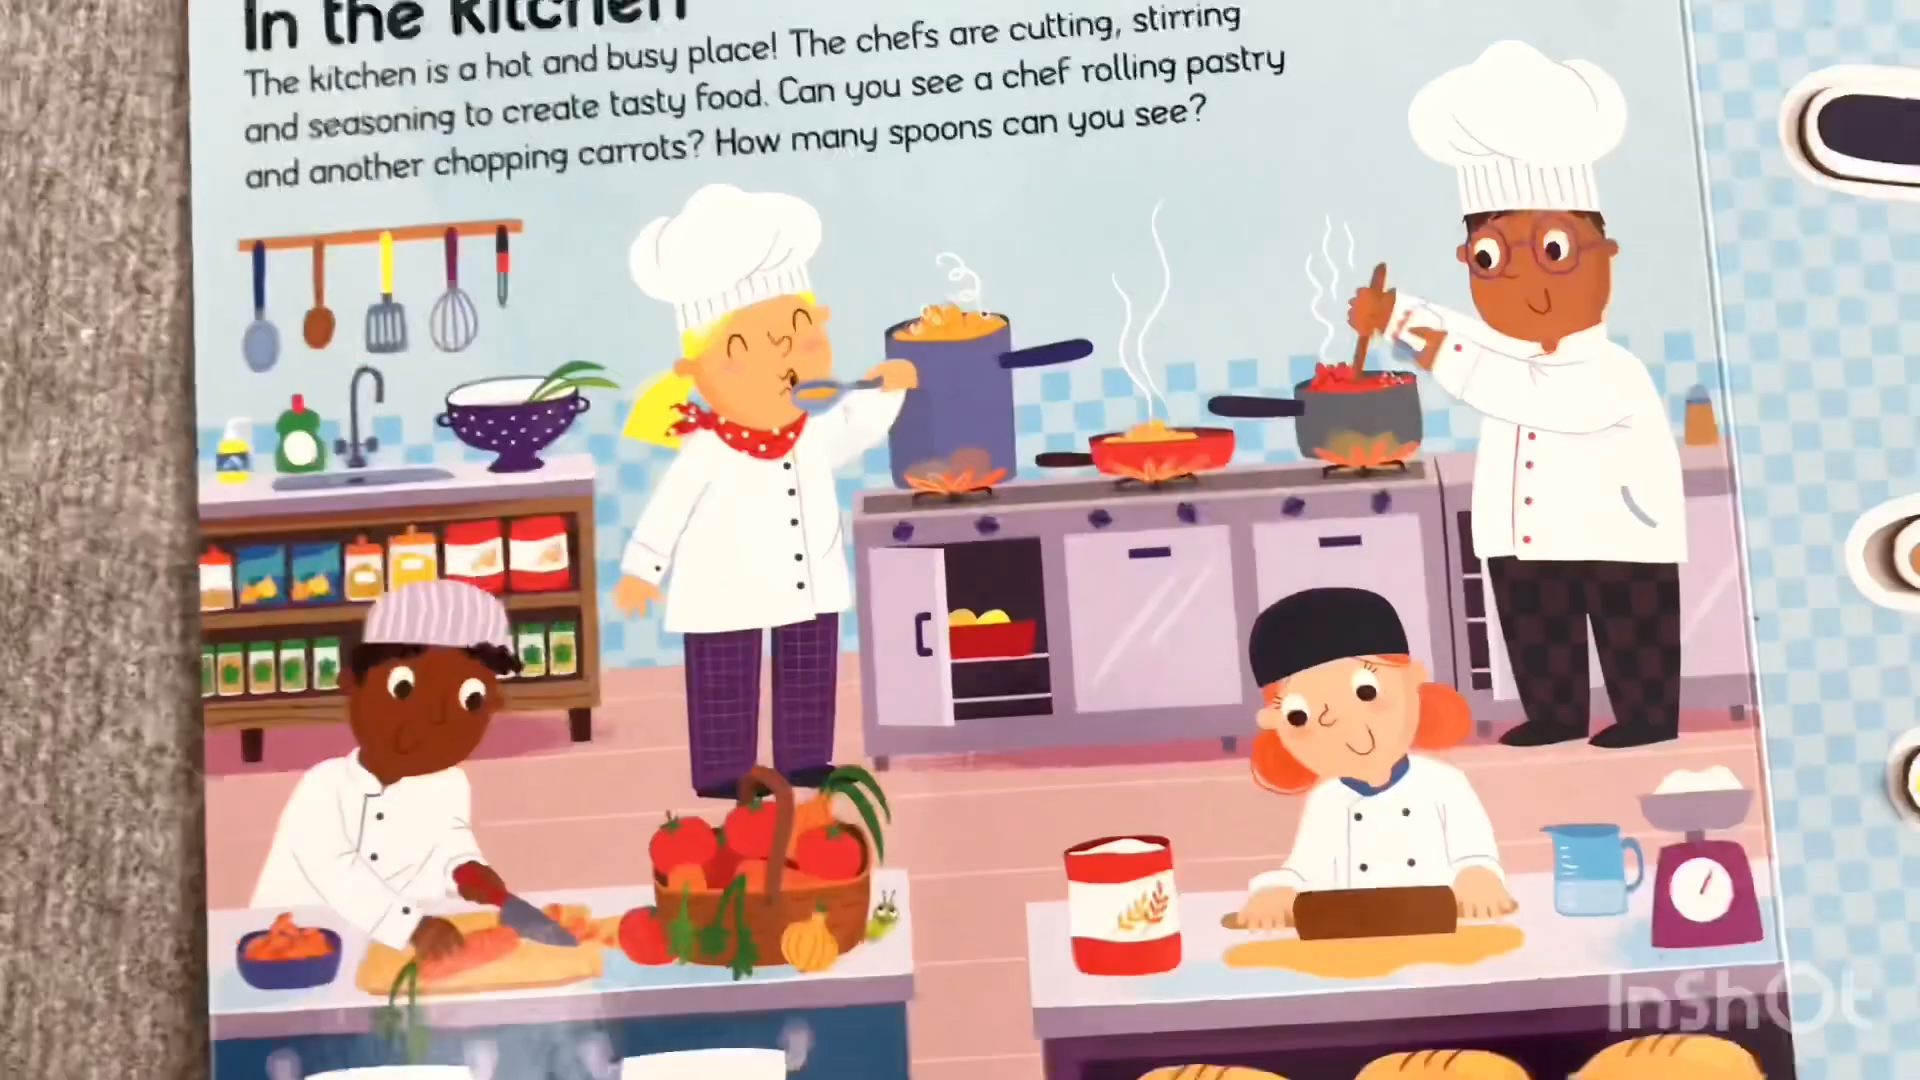 In the kitchen
The kitchen is a hot and busy place! The chefs are cutting, stirring
and seasoning to create tasty food. Can you see a chef rolling pastry
and another chopping carrots? How many spoons can you see?
InShOt